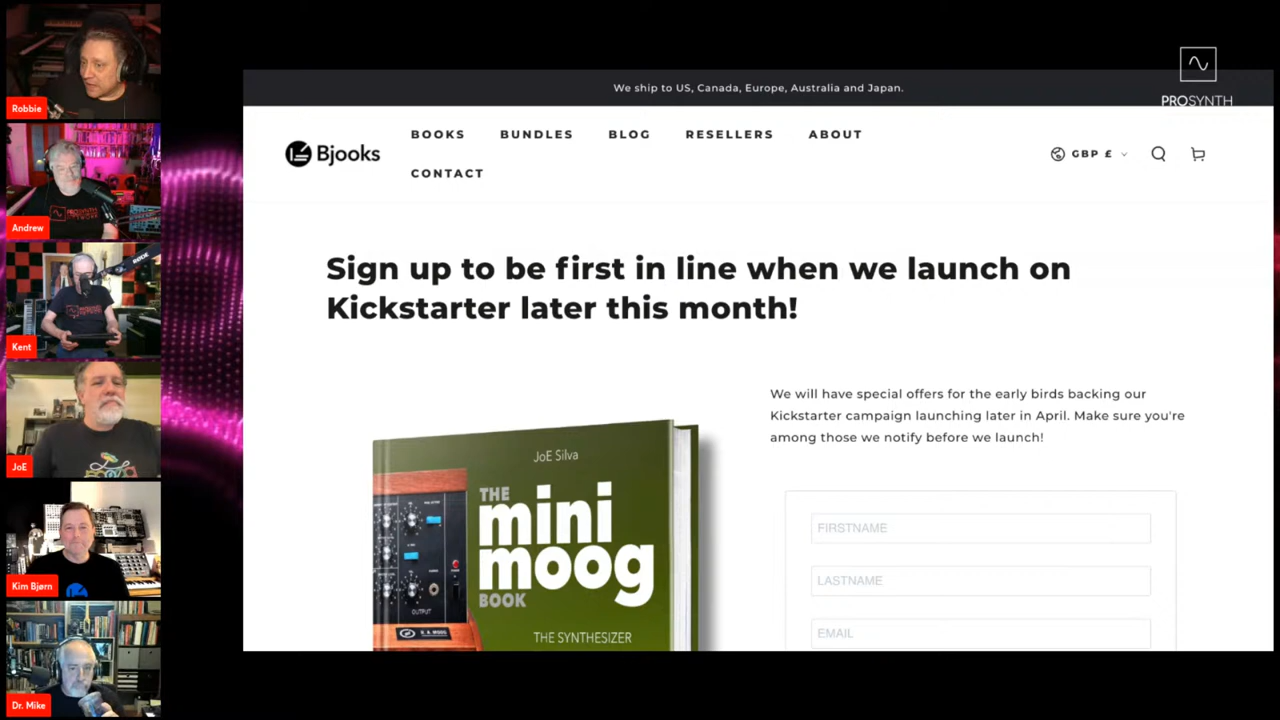 Robbie
Andrew
Kent
JoE
Kim Bjørn
Dr. Mike
PROSYNTH
We ship to US, Canada, Europe, Australia and Japan.
Bjooks
BOOKS BUNDLES BLOG RESELLERS ABOUT
CONTACT
GBP £
Sign up to be first in line when we launch on
Kickstarter later this month!
We will have special offers for the early birds backing our
Kickstarter campaign launching later in April. Make sure you're
among those we notify before we launch!
FIRSTNAME
LASTNAME
EMAIL
JoE Silva
THE
mini
moog
BOOK
THE SYNTHESIZER
OUTPUT
R. A. MOOG